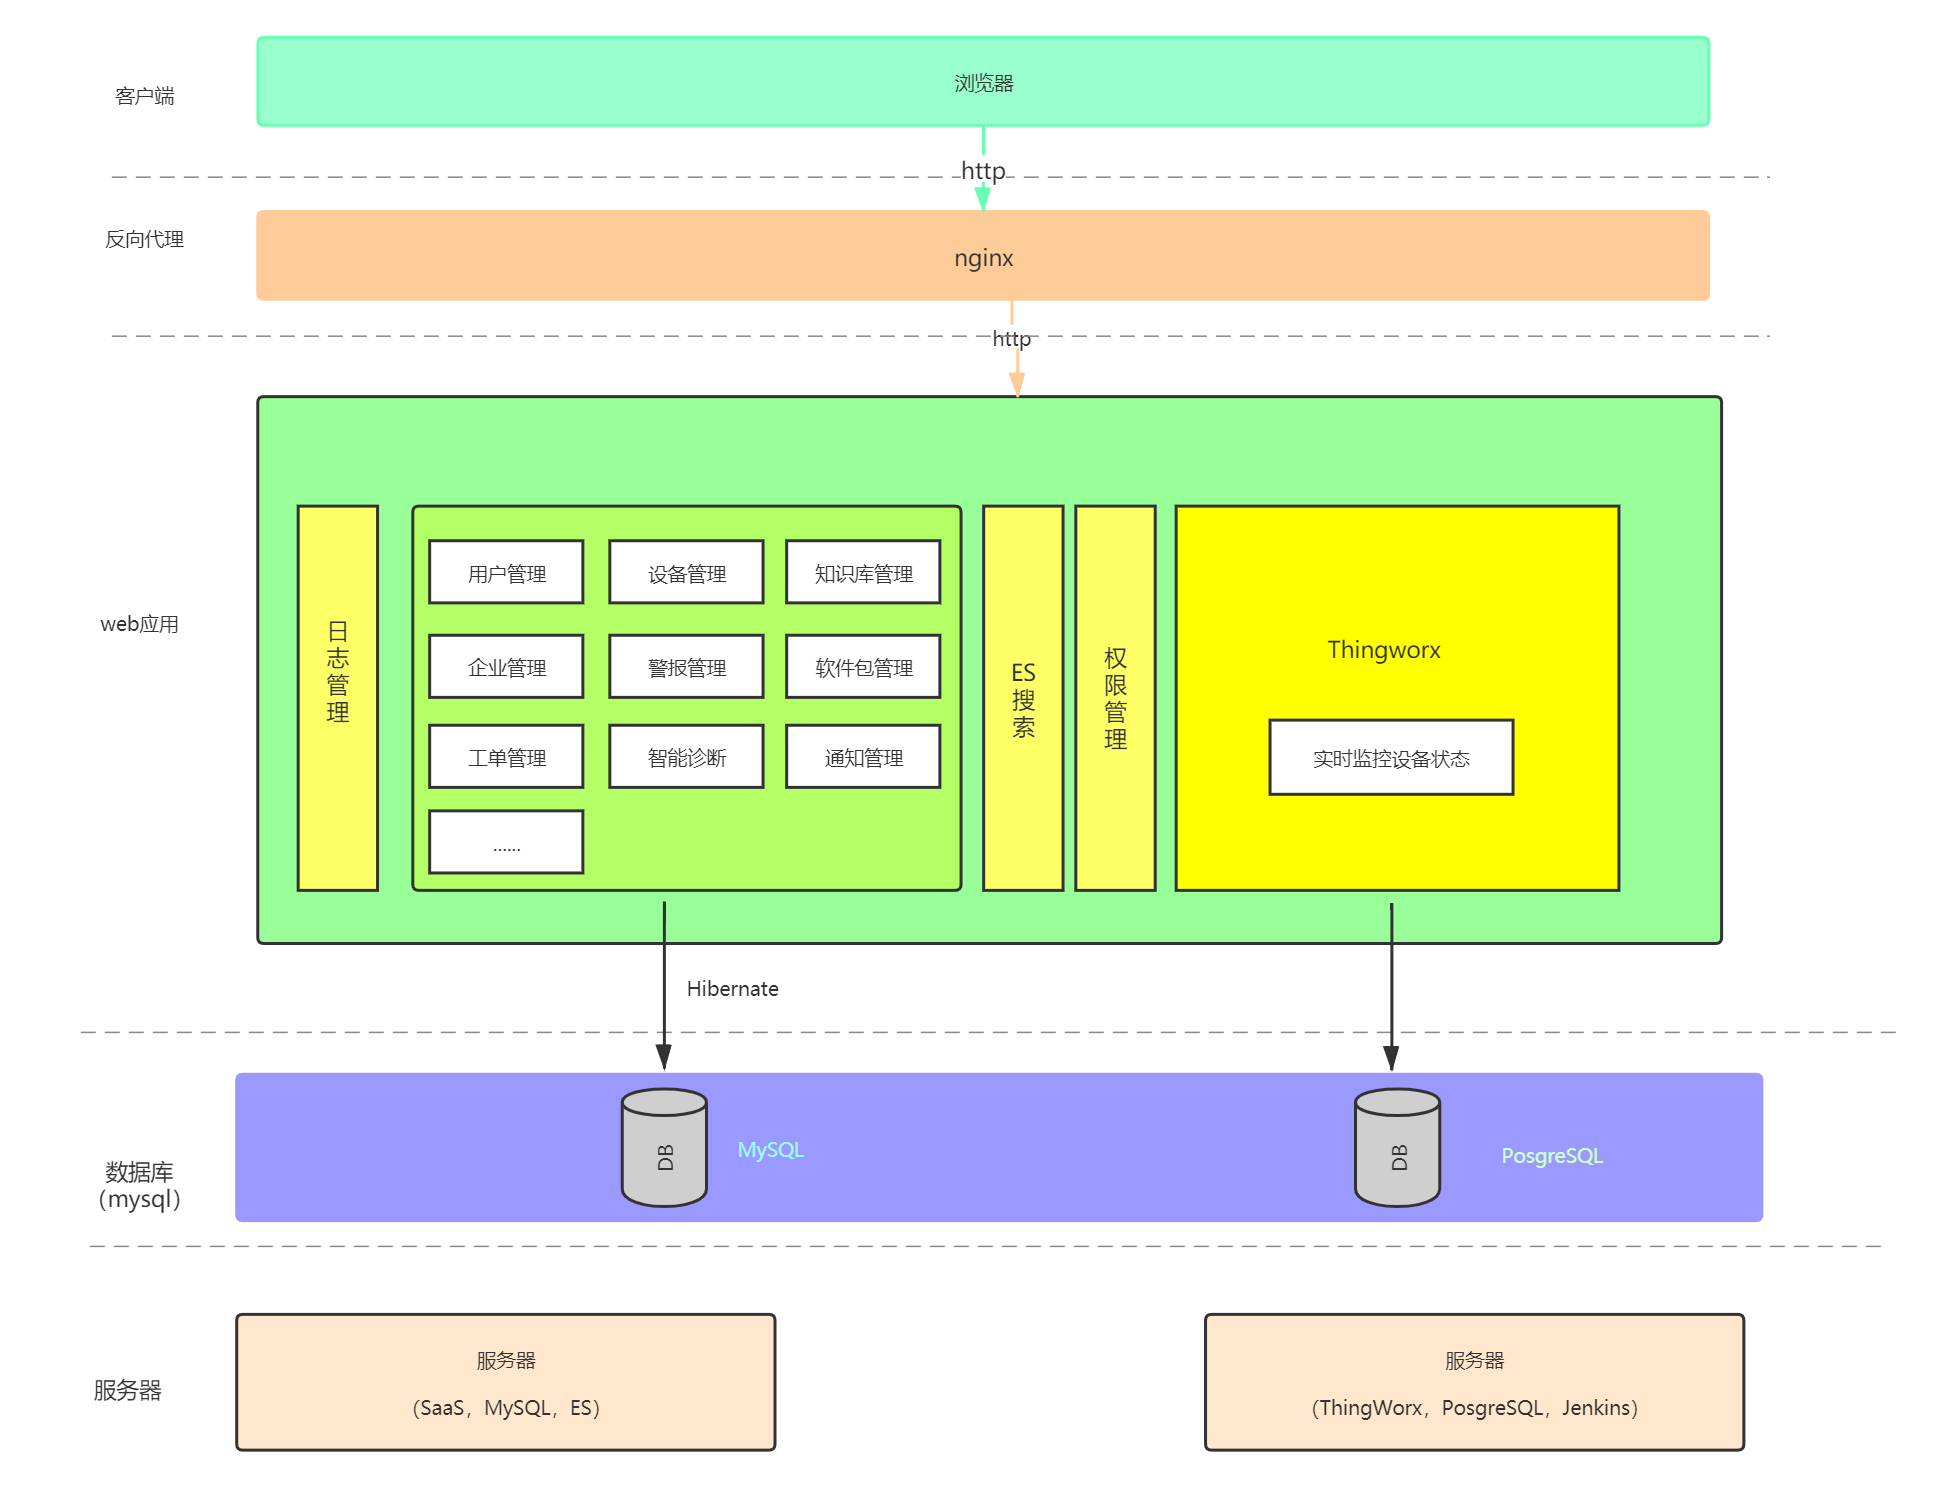 客户端
浏览器
http
反向代理
nginx
http
web应用
日
志
管
理
用户管理
设备管理
知识库管理
企业管理
警报管理
软件包管理
工单管理
智能诊断
通知管理
......
ES
搜
索
权
限
管
理
Thingworx
实时监控设备状态
Hibernate
数据库
（mysql）
DB
MySQL
DB
PosgreSQL
服务器
服务器
（SaaS，MySQL，ES）
服务器
（ThingWorx，PosgreSQL，Jenkins）